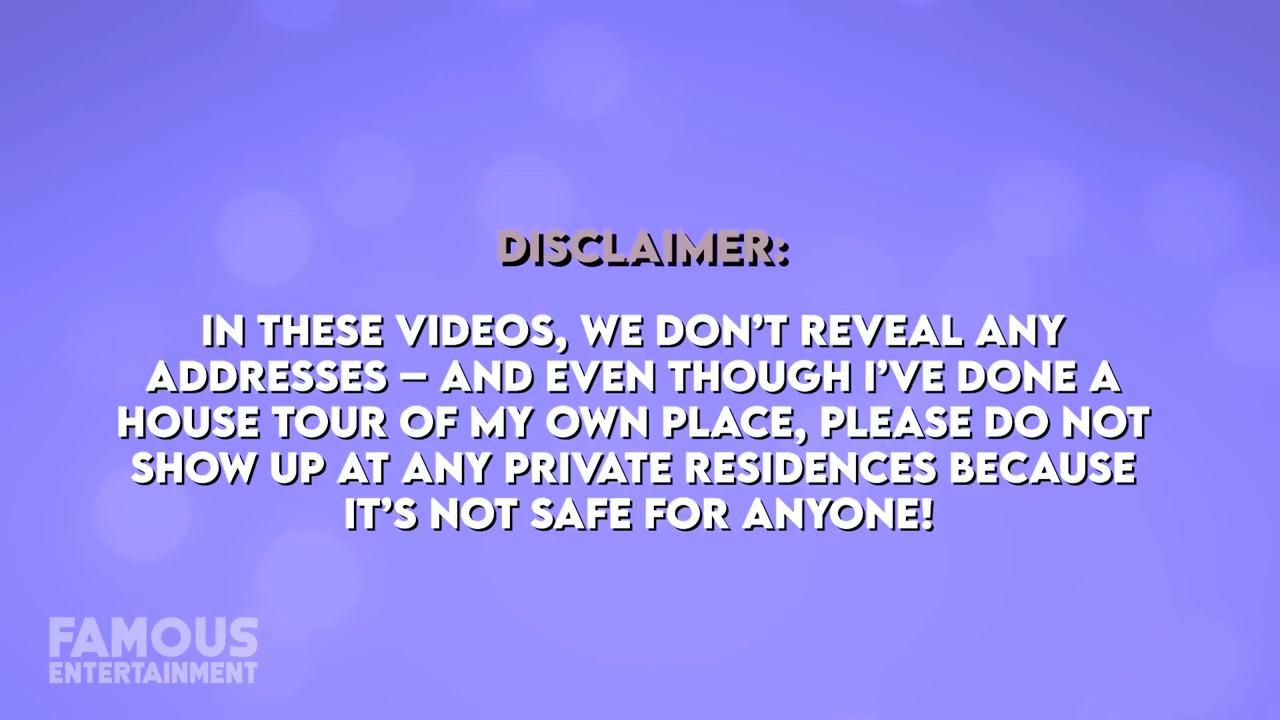 DISCLAIMER:
IN THESE VIDEOS, WE DON'T REVEAL ANY
ADDRESSES – AND EVEN THOUGH I'VE DONE A
HOUSE TOUR OF MY OWN PLACE, PLEASE DO NOT
SHOW UP AT ANY PRIVATE RESIDENCES BECAUSE
IT'S NOT SAFE FOR ANYONE!
FAMOUS
ENTERTAINMENT